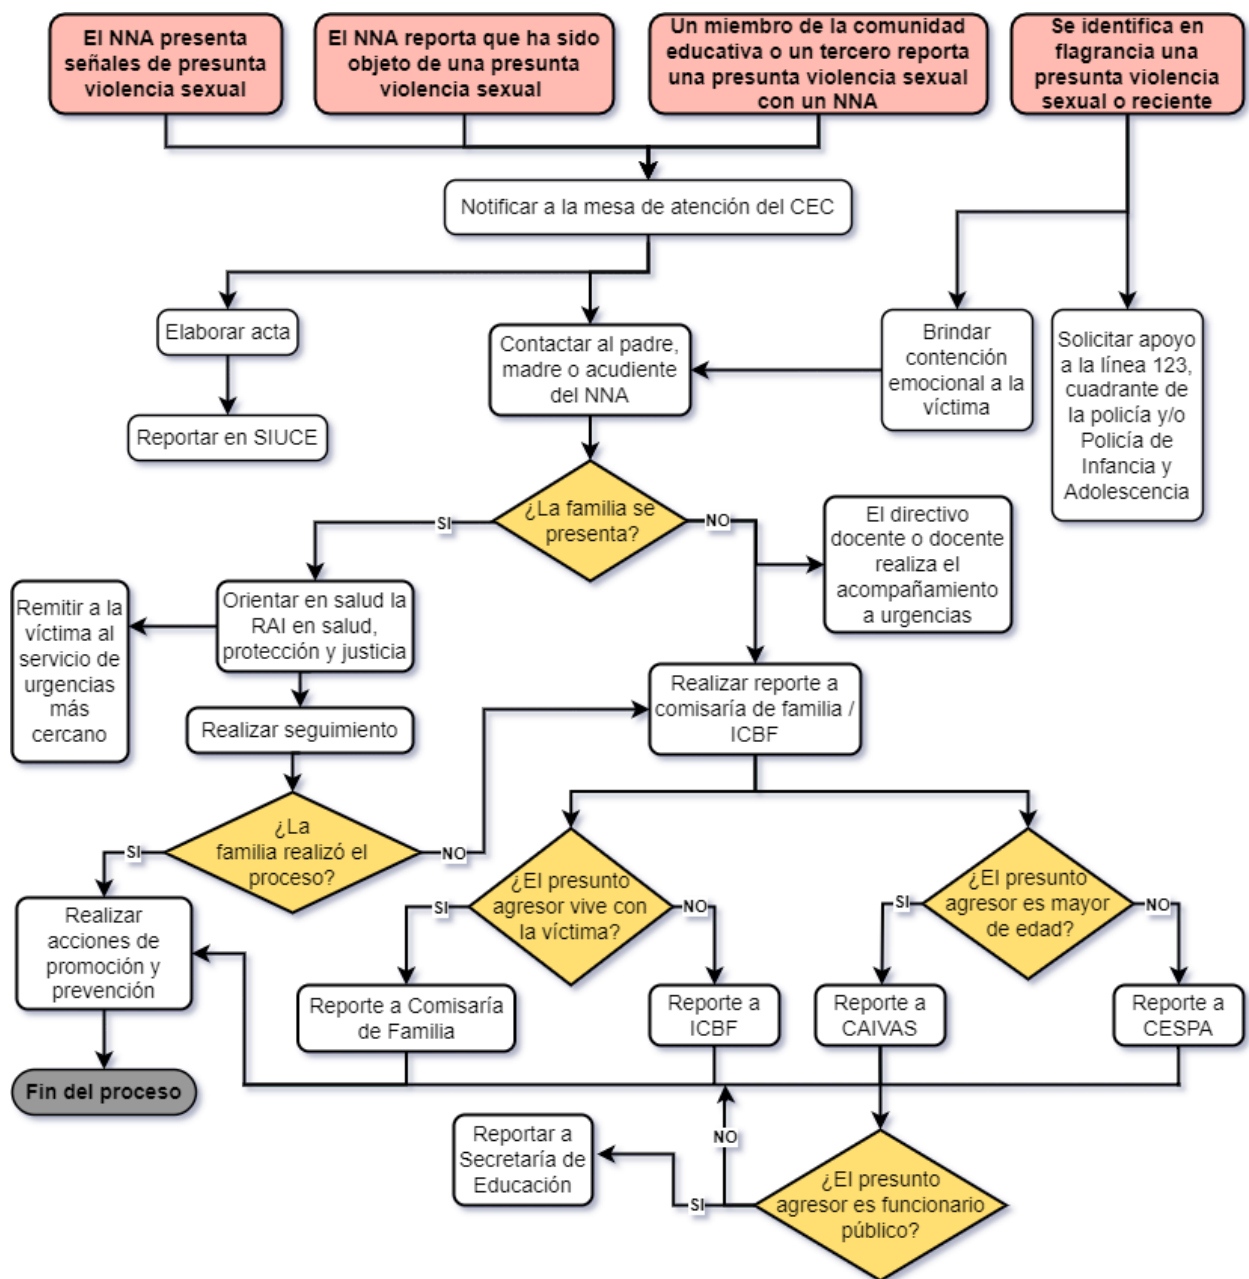 El NNA presenta
señales de presunta
violencia sexual
El NNA reporta que ha sido
objeto de una presunta
violencia sexual
Un miembro de la comunidad
educativa o un tercero reporta
una presunta violencia sexual
con un NNA
Se identifica en
flagrancia una
presunta violencia
sexual o reciente
Notificar a la mesa de atención del CEC
Elaborar acta
Reportar en SIUCE
Contactar al padre,
madre o acudiente
del NNA
Brindar
contención
emocional a la
víctima
Solicitar apoyo
a la línea 123,
cuadrante de
la policía y/o
Policía de
Infancia y
Adolescencia
¿La familia se
presenta?
SI
NO
El directivo
docente o docente
realiza el
acompañamiento
a urgencias
Remitir a la
víctima al
servicio de
urgencias
más
cercano
Orientar en salud la
RAI en salud,
protección y justicia
Realizar seguimiento
Realizar reporte a
comisaría de familia /
ICBF
¿La
familia realizó el
proceso?
SI
NO
¿El presunto
agresor vive con
la víctima?
SI
NO
¿El presunto
agresor es mayor
de edad?
SI
NO
Realizar
acciones de
promoción y
prevención
Reporte a Comisaría
de Familia
Reporte a
ICBF
Reporte a
CAIVAS
Reporte a
CESPA
Fin del proceso
Reportar a
Secretaría de
Educación
NO
SI
¿El presunto
agresor es funcionario
público?